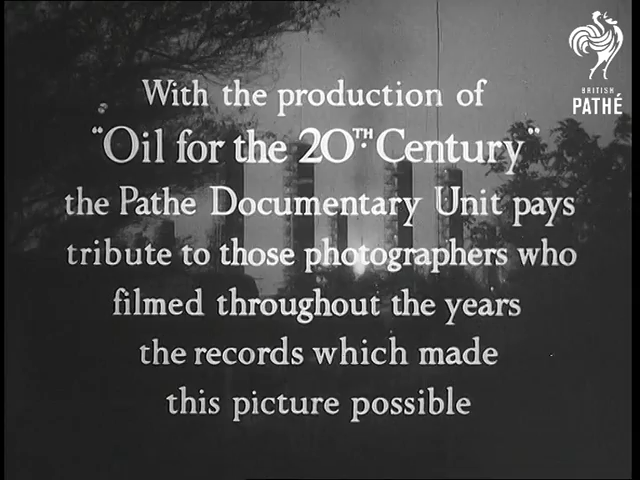 BRITISH
PATHÉ
With the production of
"Oil for the 20TH Century"
the Pathe Documentary Unit pays
tribute to those photographers who
filmed throughout the years
the records which made
this picture possible